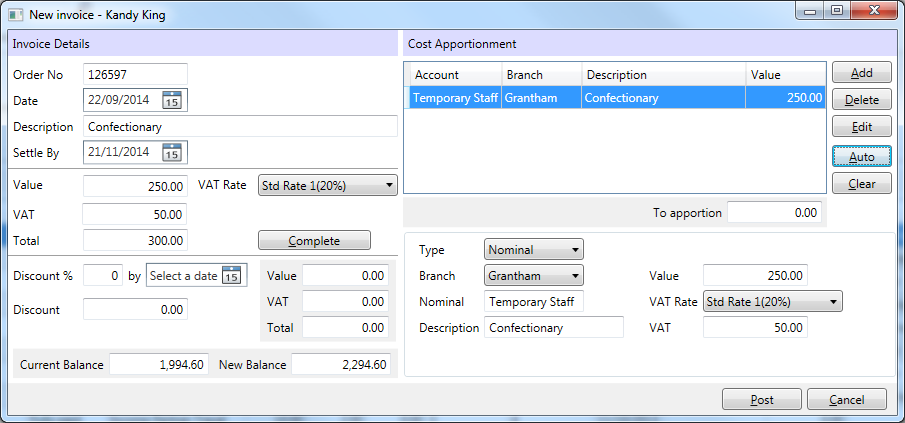 New invoice - Kandy King
Invoice Details
Order No 126597
Date 22/09/2014 15
Description Confectionary
Settle By 21/11/2014 15
Value 250.00 VAT Rate Std Rate 1(20%)
VAT 50.00
Total 300.00 Complete
Discount % 0 by Select a date 15
Discount 0.00
Value 0.00
VAT 0.00
Total 0.00
Current Balance 1,994.60 New Balance 2,294.60
Cost Apportionment
Account Branch Description Value
Temporary Staff Grantham Confectionary 250.00
Add
Delete
Edit
Auto
Clear
To apportion 0.00
Type Nominal
Branch Grantham Value 250.00
Nominal Temporary Staff VAT Rate Std Rate 1(20%)
Description Confectionary VAT 50.00
Post Cancel